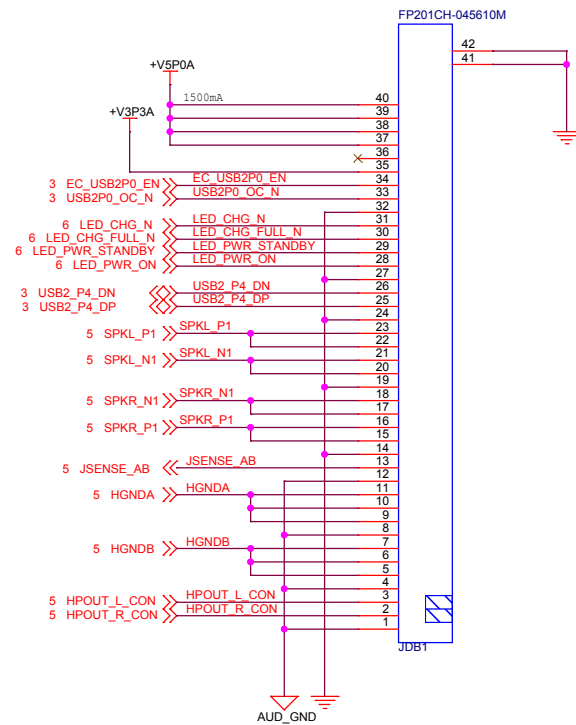 FP201CH-045610M
42
41
+V5P0A
1500mA
40
39
+V3P3A
38
37
36
35
3 EC_USB2P0_EN EC_USB2P0_EN 34
3 USB2P0_OC_N USB2P0_OC_N 33
32
6 LED_CHG_N LED_CHG_N 31
6 LED_CHG_FULL_N LED_CHG_FULL_N 30
6 LED_PWR_STANDBY LED_PWR_STANDBY 29
6 LED_PWR_ON LED_PWR_ON 28
27
3 USB2_P4_DN USB2_P4_DN 26
3 USB2_P4_DP USB2_P4_DP 25
24
5 SPKL_P1 SPKL_P1 23
22
5 SPKL_N1 SPKL_N1 21
20
19
5 SPKR_N1 SPKR_N1 18
17
5 SPKR_P1 SPKR_P1 16
15
14
5 JSENSE_AB JSENSE_AB 13
12
5 HGNDA HGNDA 11
10
9
8
5 HGNDB HGNDB 7
6
5
4
5 HPOUT_L_CON HPOUT_L_CON 3
5 HPOUT_R_CON HPOUT_R_CON 2
1
JDB1
AUD_GND